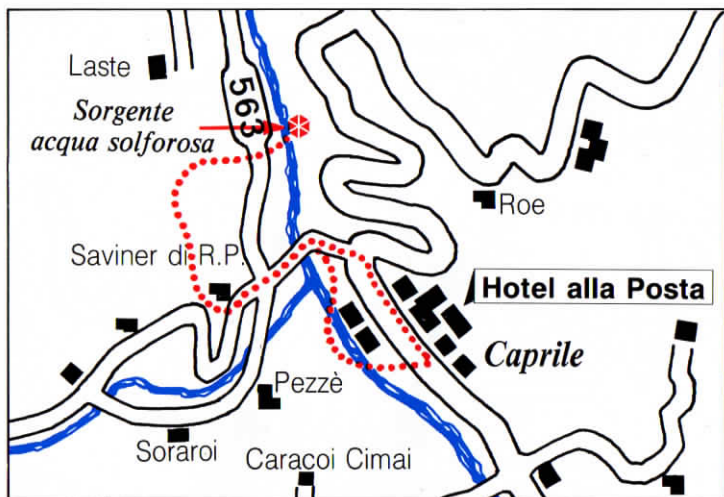 Laste
563
Sorgente
acqua solforosa
Roe
Saviner di R.P.
Hotel alla Posta
Caprile
Pezzè
Soraroi
Caracoi Cimai